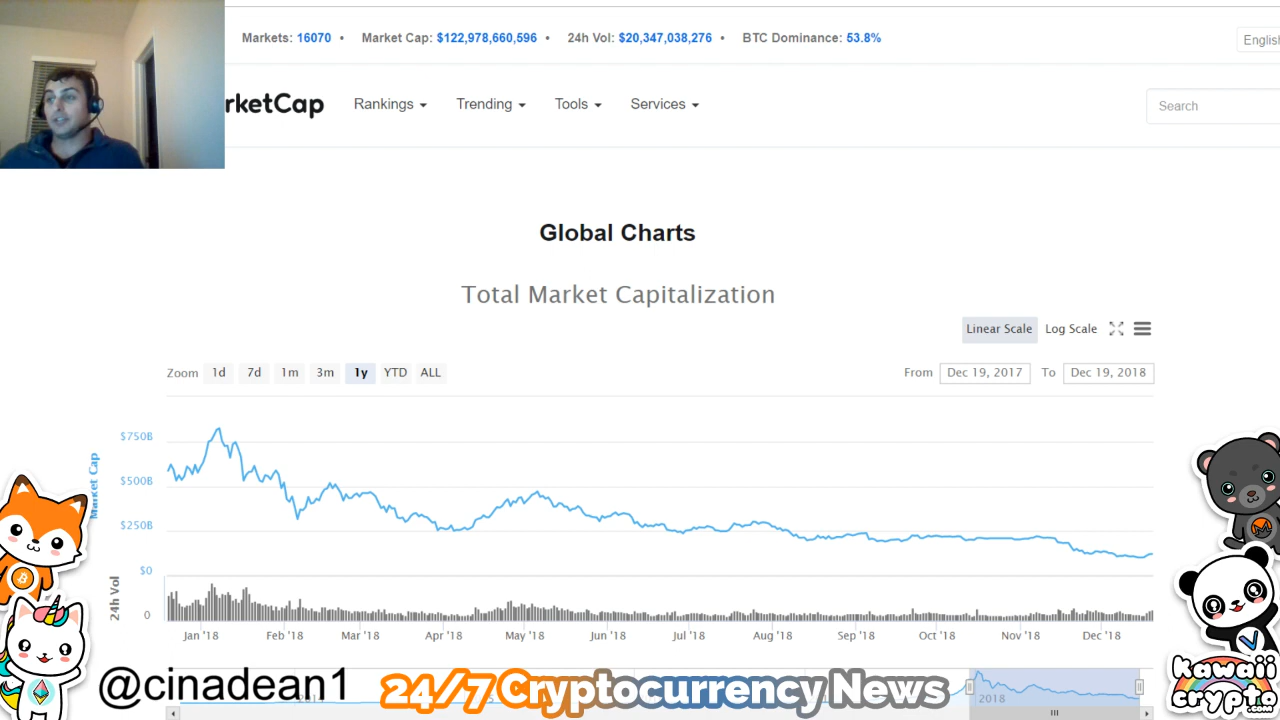 Markets: 16070 • Market Cap: $122,978,660,596 • 24h Vol: $20,347,038,276 • BTC Dominance: 53.8%
English
rketCap Rankings Trending Tools Services Search
Global Charts
Total Market Capitalization
Linear Scale Log Scale
Zoom 1d 7d 1m 3m 1y YTD ALL From Dec 19, 2017 To Dec 19, 2018
Market Cap
$750B
$500B
$250B
$0
24h Vol
0
Jan '18 Feb '18 Mar '18 Apr '18 May '18 Jun '18 Jul '18 Aug '18 Sep '18 Oct '18 Nov '18 Dec '18
2018
@cinadean1
24/7 Cryptocurrency News
kawaii
crypto
.com